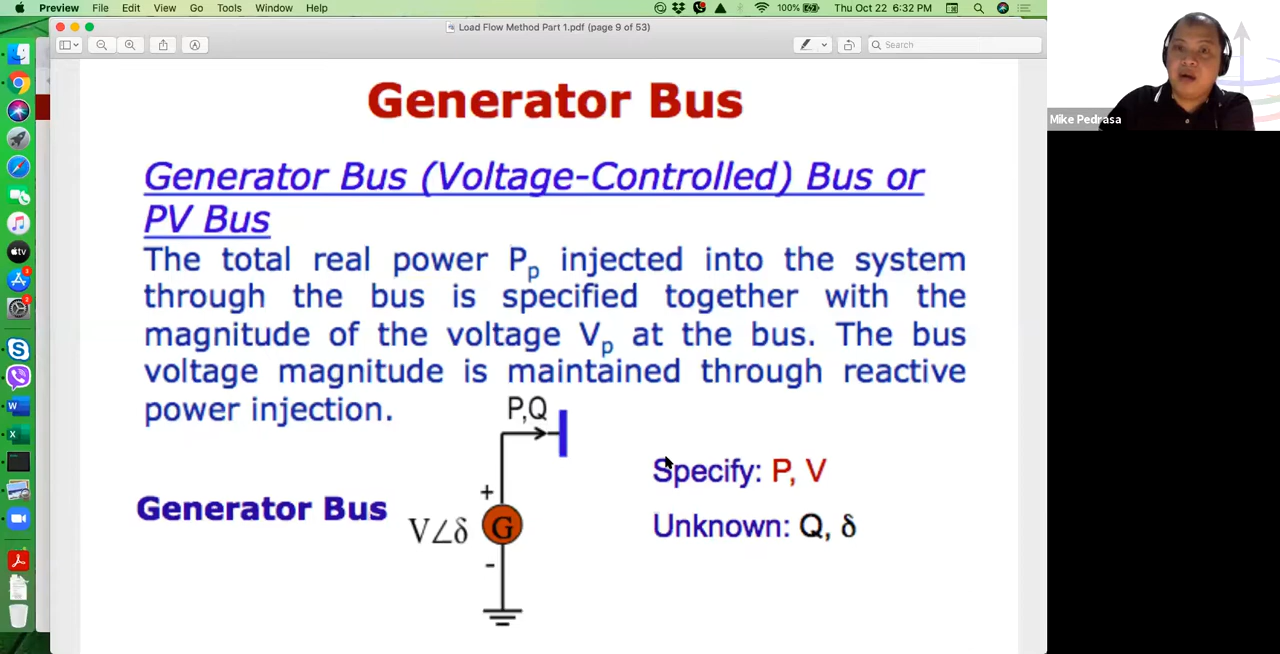 Preview File Edit View Go Tools Window Help
100% Thu Oct 22 6:32 PM
Load Flow Method Part 1.pdf (page 9 of 53)
Search
Mike Pedrasa
Generator Bus
Generator Bus (Voltage-Controlled) Bus or
PV Bus
The total real power Pp injected into the system
through the bus is specified together with the
magnitude of the voltage Vp at the bus. The bus
voltage magnitude is maintained through reactive
power injection.
P,Q
Specify: P, V
+
Generator Bus
V∠δ
G
Unknown: Q, δ
-
tv